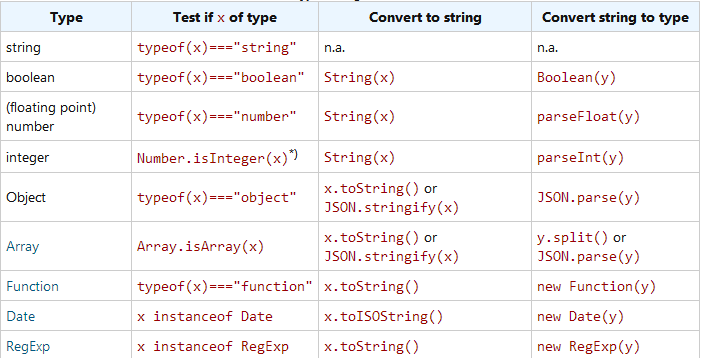 Type Test if x of type Convert to string Convert string to type
string typeof(x)==="string" n.a. n.a.
boolean typeof(x)==="boolean" String(x) Boolean(y)
(floating point)
number typeof(x)==="number" String(x) parseFloat(y)
integer Number.isInteger(x)*) String(x) parseInt(y)
Object typeof(x)==="object" x.toString() or
JSON.stringify(x) JSON.parse(y)
Array Array.isArray(x) x.toString() or
JSON.stringify(x) y.split() or
JSON.parse(y)
Function typeof(x)==="function" x.toString() new Function(y)
Date x instanceof Date x.toISOString() new Date(y)
RegExp x instanceof RegExp x.toString() new RegExp(y)